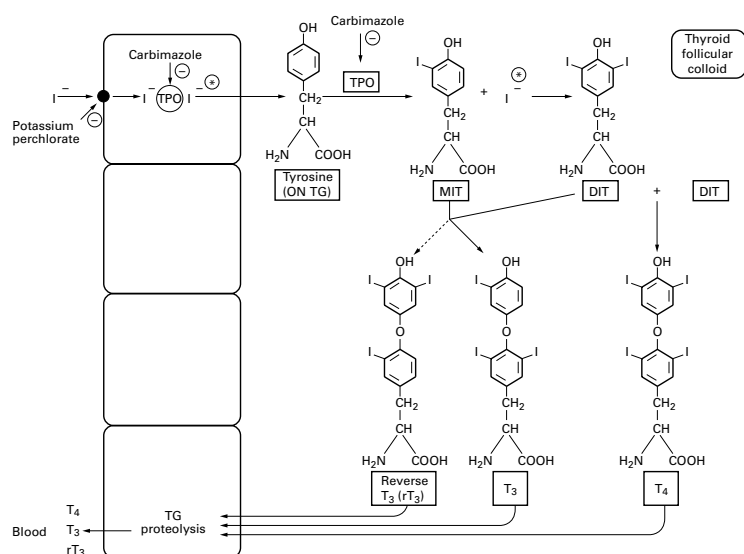 Carbimazole
−
Carbimazole
−
I− I− TPO I− *
Potassium
perchlorate
−
TPO
OH
CH2
CH
H2N COOH
Tyrosine
(ON TG)
OH
I
CH2
CH
H2N COOH
MIT
+ I− *
OH
I I
CH2
CH
H2N COOH
DIT
+ DIT
Thyroid
follicular
colloid
OH
I I
O
I
CH2
CH
H2N COOH
Reverse
T3 (rT3)
OH
I
O
I I
CH2
CH
H2N COOH
T3
OH
I I
O
I I
CH2
CH
H2N COOH
T4
TG
proteolysis
Blood
T4
T3
rT3